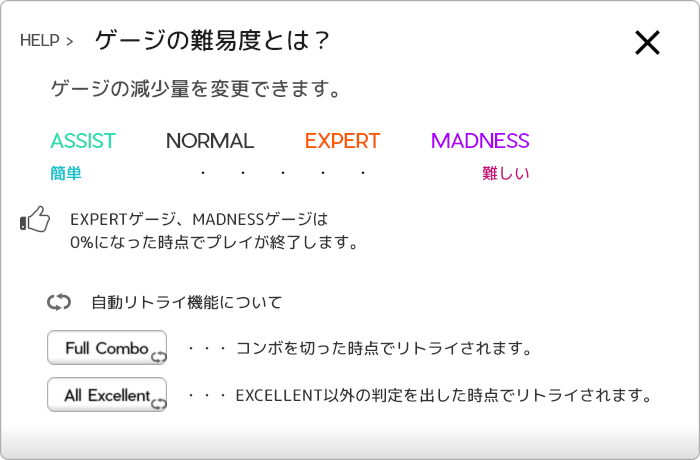 HELP > ゲージの難易度とは？
ゲージの減少量を変更できます。
ASSIST NORMAL EXPERT MADNESS
簡単 ・ ・ ・ ・ ・ 難しい
EXPERTゲージ、MADNESSゲージは
0%になった時点でプレイが終了します。
自動リトライ機能について
Full Combo ・・・ コンボを切った時点でリトライされます。
All Excellent ・・・ EXCELLENT以外の判定を出した時点でリトライされます。